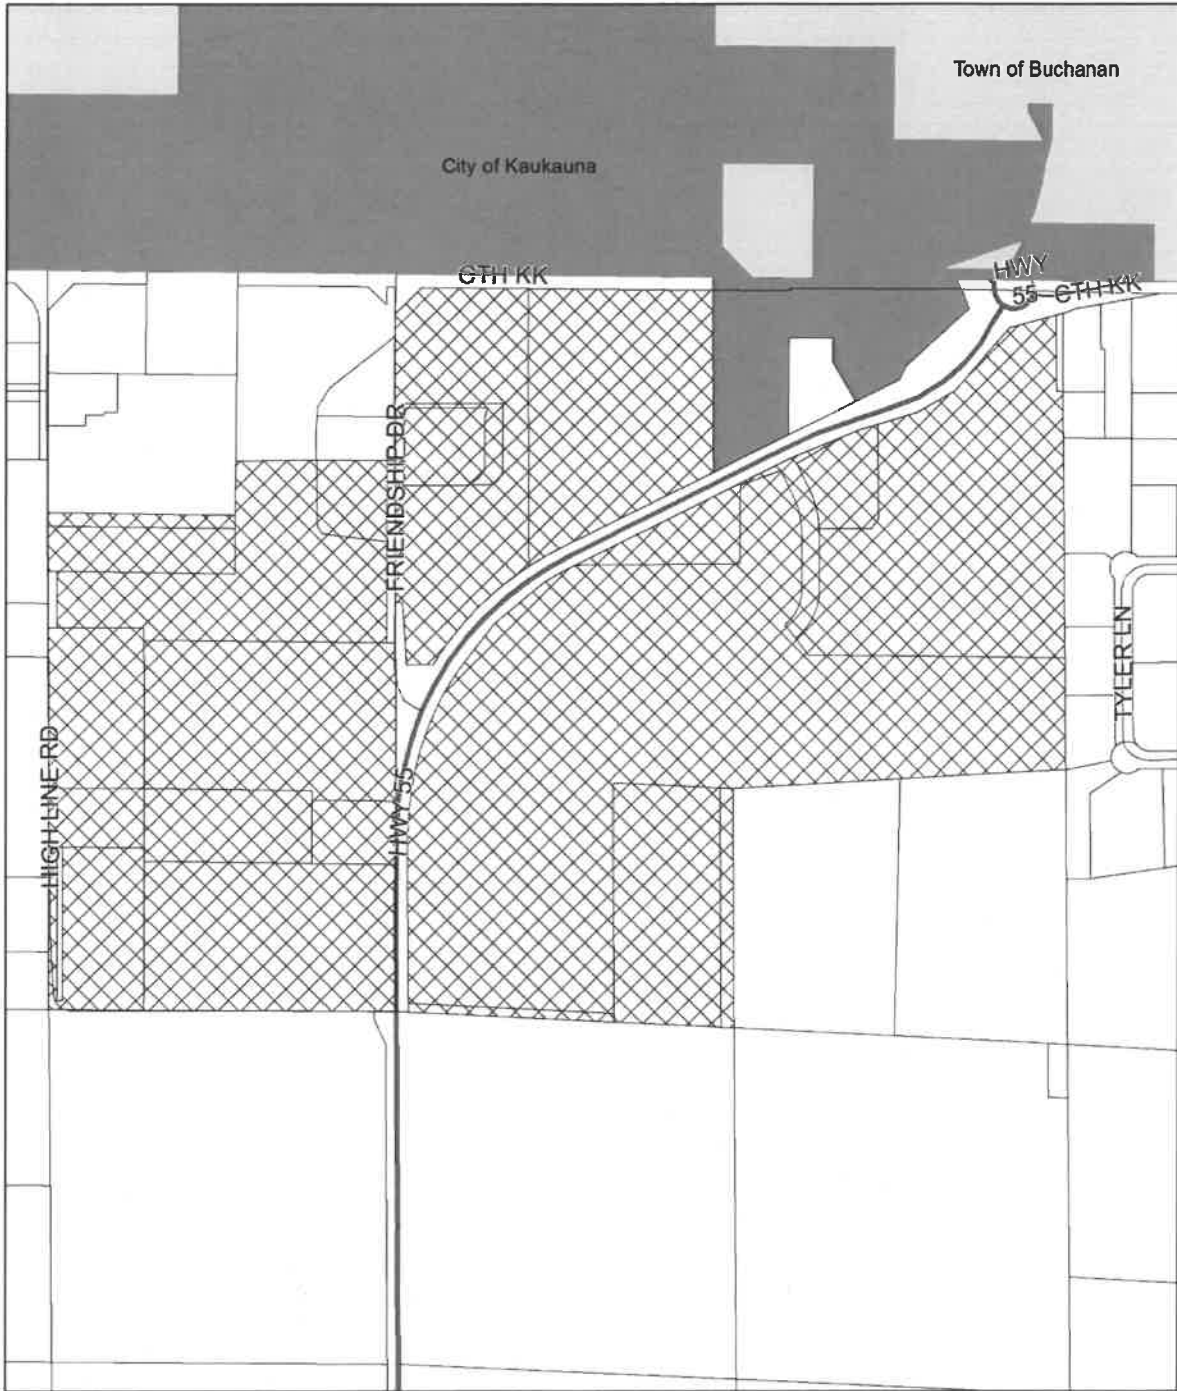 Town of Buchanan
City of Kaukauna
CTH KK
HWY
55 CTH KK
FRIENDSHIP DR
TYLER LN
HIGH LINE RD
HWY 55